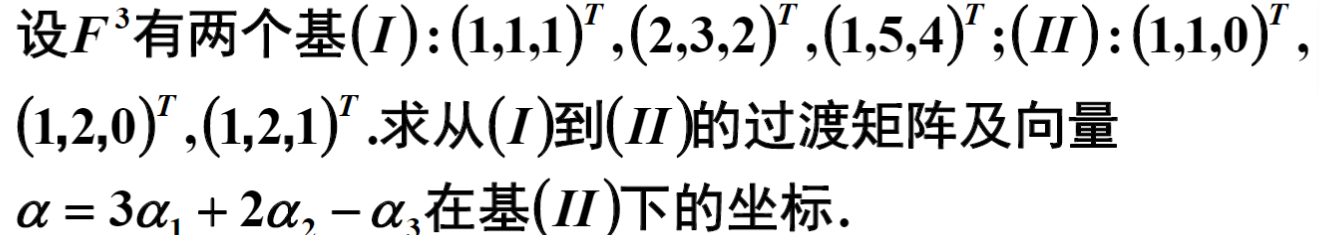 设F³有两个基(I):(1,1,1)ᵀ,(2,3,2)ᵀ,(1,5,4)ᵀ;(II):(1,1,0)ᵀ,
(1,2,0)ᵀ,(1,2,1)ᵀ.求从(I)到(II)的过渡矩阵及向量
α=3α₁+2α₂-α₃在基(II)下的坐标.